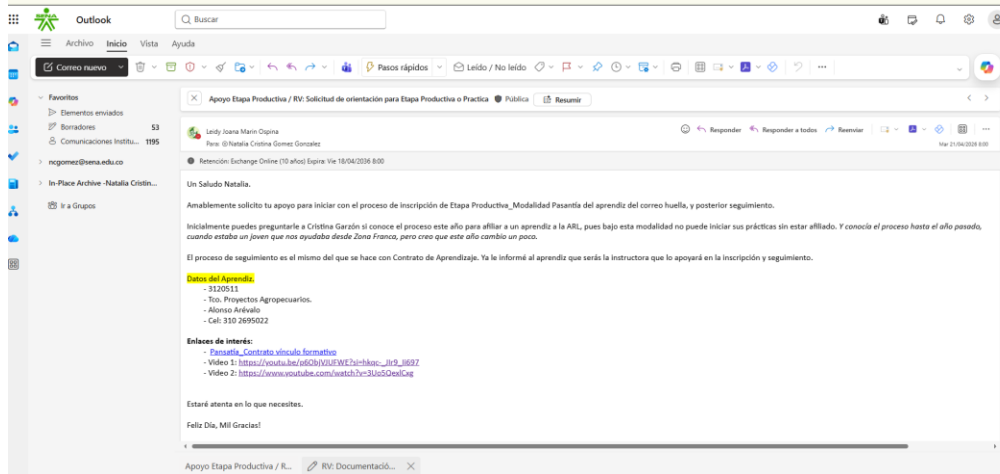 SENA
Outlook
Buscar
Archivo Inicio Vista Ayuda
Correo nuevo
Pasos rápidos
Leído / No leído
Favoritos
Elementos enviados
Borradores 53
Comunicaciones Institu... 1195
ncgomez@sena.edu.co
In-Place Archive -Natalia Cristin...
Ir a Grupos
Apoyo Etapa Productiva / RV: Solicitud de orientación para Etapa Productiva o Practica Pública Resumir
Leidy Joana Marin Ospina
Responder Responder a todos Reenviar
Para: Natalia Cristina Gomez Gonzalez
Mar 21/04/2026 8:00
Retención: Exchange Online (10 años) Expira: Vie 18/04/2036 8:00
Un Saludo Natalia.
Amablemente solicito tu apoyo para iniciar con el proceso de inscripción de Etapa Productiva_Modalidad Pasantía del aprendiz del correo huella, y posterior seguimiento.
Inicialmente puedes preguntarle a Cristina Garzón si conoce el proceso este año para afiliar a un aprendiz a la ARL, pues bajo esta modalidad no puede iniciar sus prácticas sin estar afiliado. Y conocía el proceso hasta el año pasado,
cuando estaba un joven que nos ayudaba desde Zona Franca, pero creo que este año cambio un poco.
El proceso de seguimiento es el mismo del que se hace con Contrato de Aprendizaje. Ya le informé al aprendiz que serás la instructora que lo apoyará en la inscripción y seguimiento.
Datos del Aprendiz.
- 3120511
- Tco. Proyectos Agropecuarios.
- Alonso Arévalo
- Cel: 310 2695022
Enlaces de interés:
- Pansatía_Contrato vinculo formativo
- Video 1: https://youtu.be/p6ObjVJUFWE?si=hkqc-_JIr9_Ii697
- Video 2: https://www.youtube.com/watch?v=3Uo5QexlCxg
Estaré atenta en lo que necesites.
Feliz Día, Mil Gracias!
Apoyo Etapa Productiva / R... RV: Documentació...